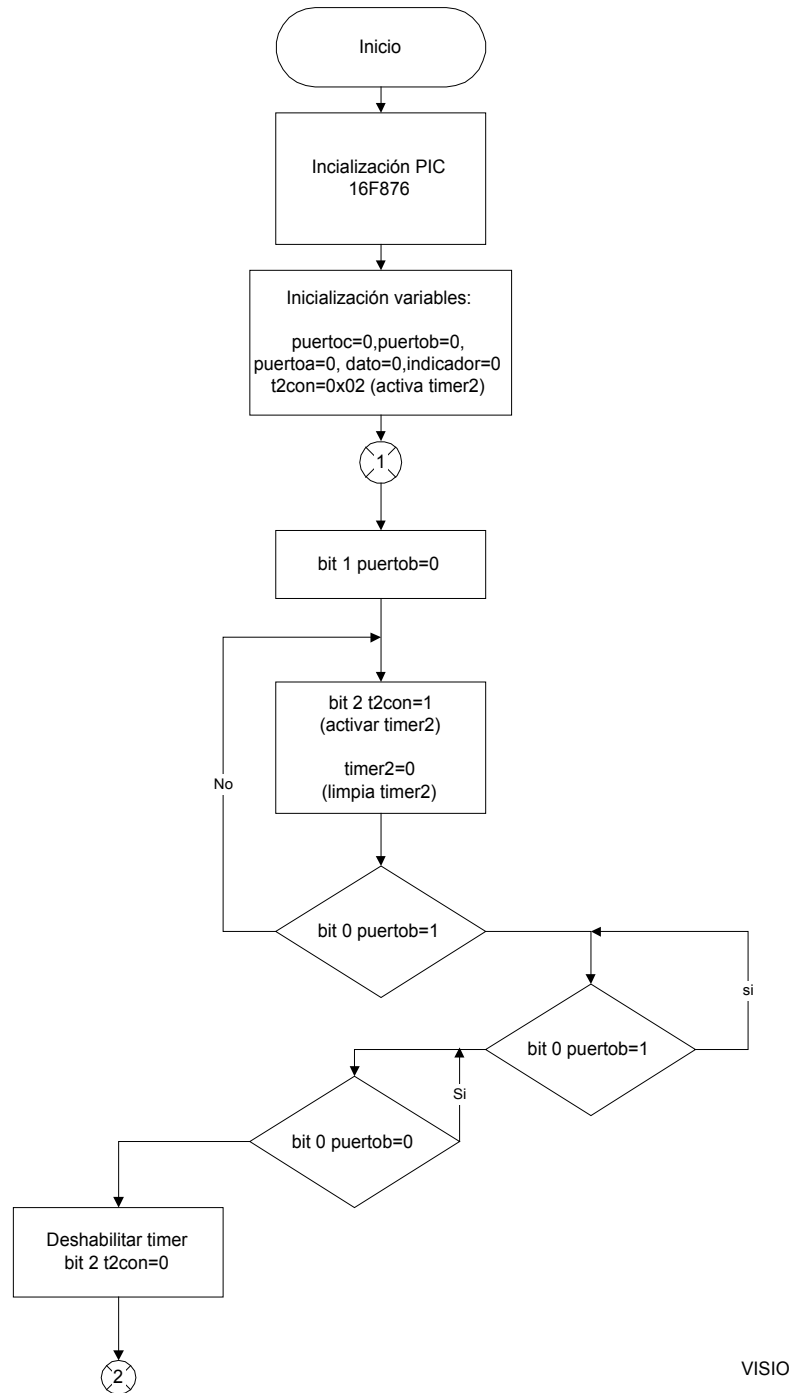 Inicio
Incialización PIC
16F876
Inicialización variables:
puertoc=0,puertob=0,
puertoa=0, dato=0,indicador=0
t2con=0x02 (activa timer2)
1
bit 1 puertob=0
bit 2 t2con=1
(activar timer2)
timer2=0
(limpia timer2)
No
bit 0 puertob=1
si
bit 0 puertob=1
Si
bit 0 puertob=0
Deshabilitar timer
bit 2 t2con=0
2
VISIO